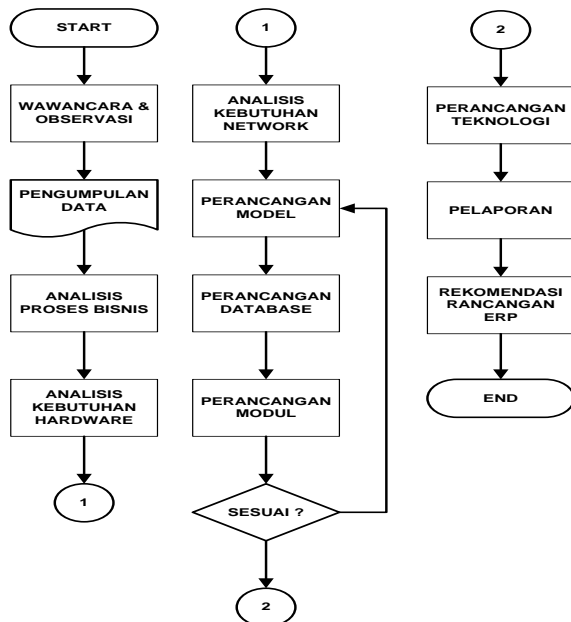 START
WAWANCARA &
OBSERVASI
PENGUMPULAN
DATA
ANALISIS
PROSES BISNIS
ANALISIS
KEBUTUHAN
HARDWARE
1
1
ANALISIS
KEBUTUHAN
NETWORK
PERANCANGAN
MODEL
PERANCANGAN
DATABASE
PERANCANGAN
MODUL
SESUAI ?
2
2
PERANCANGAN
TEKNOLOGI
PELAPORAN
REKOMENDASI
RANCANGAN
ERP
END